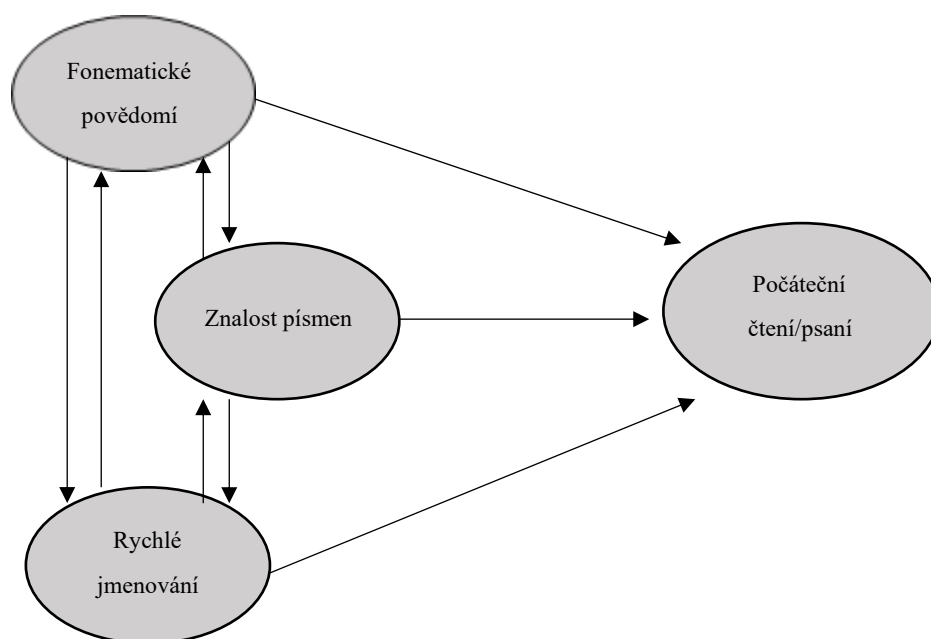 Fonematické
povědomí
Znalost písmen
Počáteční
čtení/psaní
Rychlé
jmenování